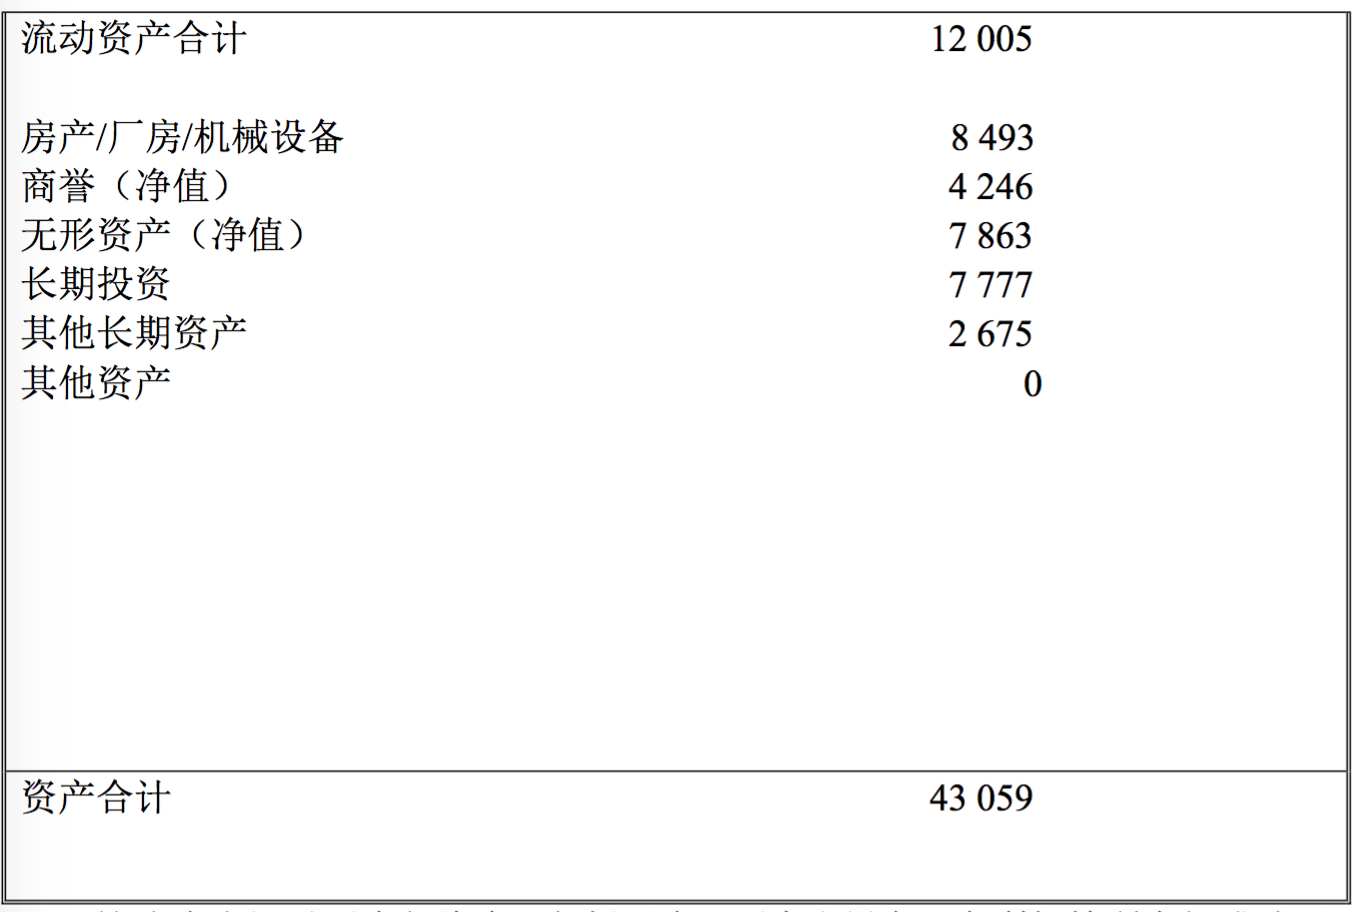 流动资产合计 12 005
房产/厂房/机械设备 8 493
商誉（净值） 4 246
无形资产（净值） 7 863
长期投资 7 777
其他长期资产 2 675
其他资产 0
资产合计 43 059